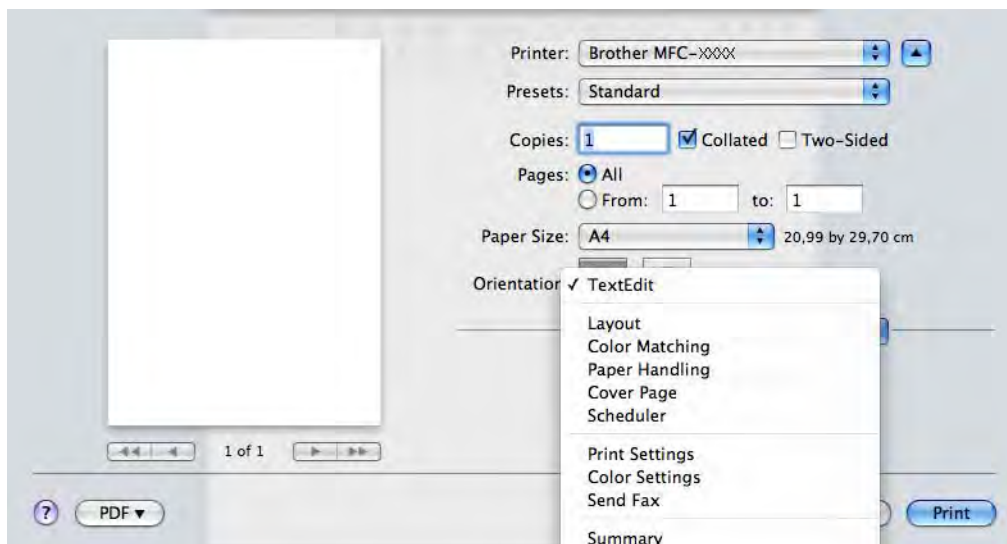 Printer: Brother MFC-XXXX
Presets: Standard
Copies: 1 Collated Two-Sided
Pages: All
From: 1 to: 1
Paper Size: A4 20,99 by 29,70 cm
Orientation
✓ TextEdit
Layout
Color Matching
Paper Handling
Cover Page
Scheduler
Print Settings
Color Settings
Send Fax
Summary
1 of 1
? PDF ▼ Print